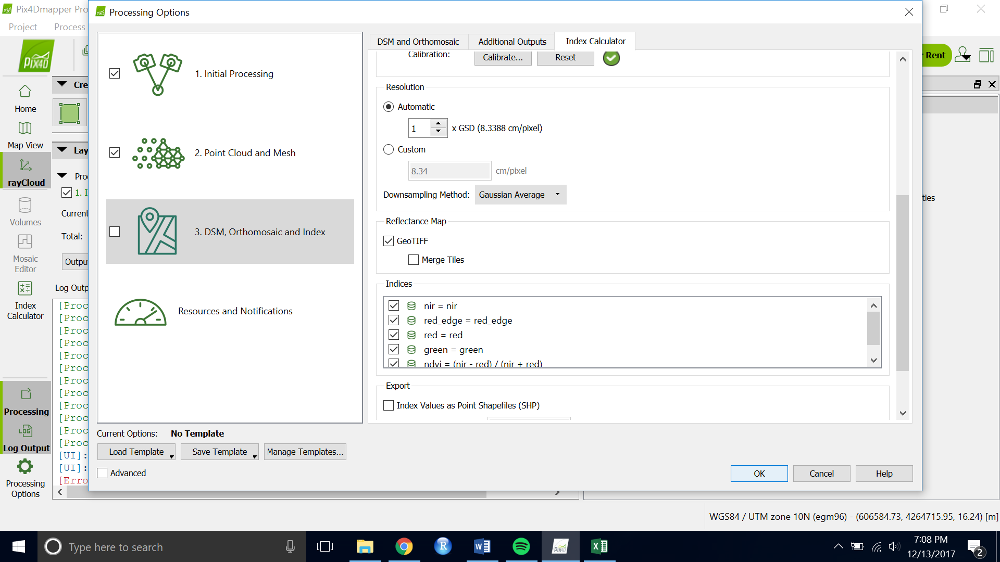 Pix4Dmapper Pro
Processing Options
Project
Process
PIX4D
Rent
Home
Map View
rayCloud
Volumes
Mosaic
Editor
Index
Calculator
Processing
LOG
Log Output
Processing
Options
Cre
Lay
Proc
1. I
Current
Total:
Outpu
Log Outp
[Proc
[Proc
[Proc
[Proc
[Proc
[Proc
[Proc
[Proc
[Proc
[Proc
[Proc
[Proc
[UI]:
[UI]:
[Erro
1. Initial Processing
2. Point Cloud and Mesh
3. DSM, Orthomosaic and Index
Resources and Notifications
Current Options: No Template
Load Template
Save Template
Manage Templates...
Advanced
DSM and Orthomosaic
Additional Outputs
Index Calculator
Calibration:
Calibrate...
Reset
Resolution
Automatic
1 x GSD (8.3388 cm/pixel)
Custom
8.34 cm/pixel
Downsampling Method: Gaussian Average
Reflectance Map
GeoTIFF
Merge Tiles
Indices
nir = nir
red_edge = red_edge
red = red
green = green
ndvi = (nir - red) / (nir + red)
Export
Index Values as Point Shapefiles (SHP)
OK
Cancel
Help
ties
WGS84 / UTM zone 10N (egm96) - (606584.73, 4264715.95, 16.24) [m]
Type here to search
R
W
PIX4D
X
7:08 PM
12/13/2017
2